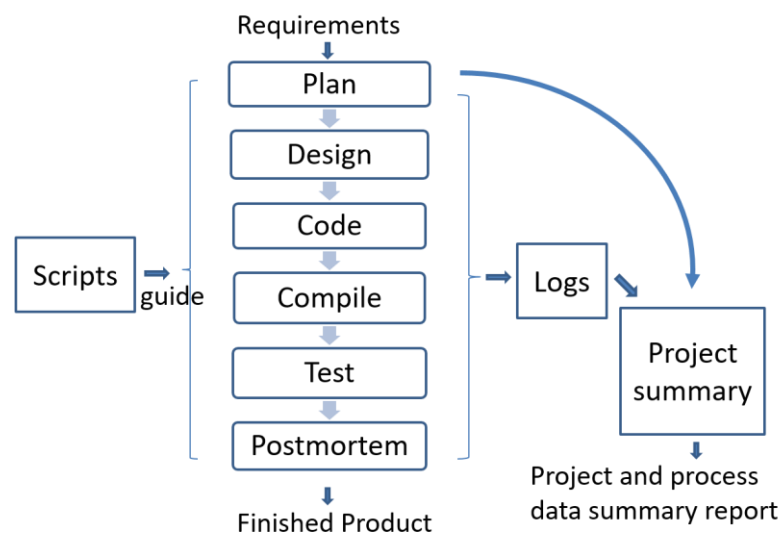 Requirements
Plan
Design
Code
Scripts
guide
Compile
Logs
Test
Project
summary
Postmortem
Project and process
data summary report
Finished Product